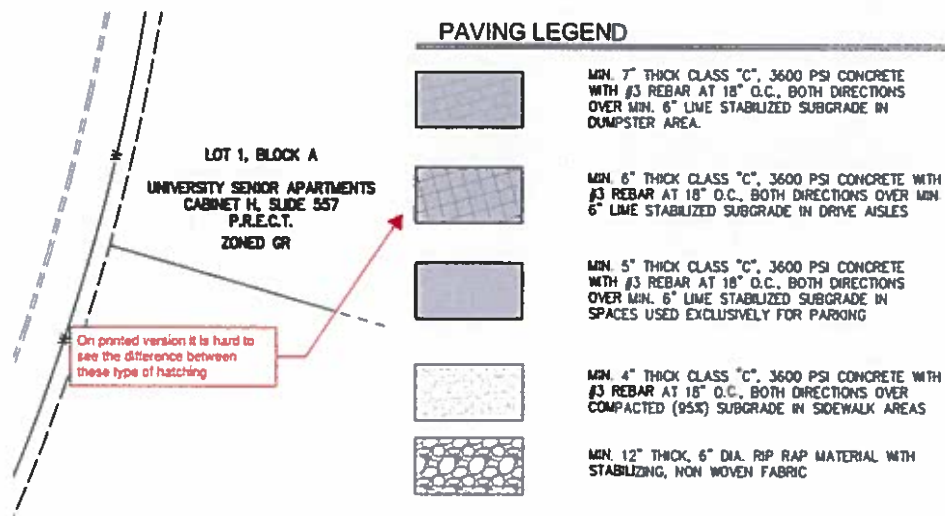 PAVING LEGEND
MIN. 7" THICK CLASS "C", 3600 PSI CONCRETE
WITH #3 REBAR AT 18" O.C., BOTH DIRECTIONS
OVER MIN. 6" LIME STABILIZED SUBGRADE IN
DUMPSTER AREA.
LOT 1, BLOCK A
UNIVERSITY SENIOR APARTMENTS
CABINET H, SLIDE 557
P.R.E.C.T.
ZONED GR
MIN. 6" THICK CLASS "C", 3600 PSI CONCRETE WITH
#3 REBAR AT 18" O.C., BOTH DIRECTIONS OVER MIN
6" LIME STABILIZED SUBGRADE IN DRIVE AISLES
MIN. 5" THICK CLASS "C", 3600 PSI CONCRETE
WITH #3 REBAR AT 18" O.C., BOTH DIRECTIONS
OVER MIN. 6" LIME STABILIZED SUBGRADE IN
SPACES USED EXCLUSIVELY FOR PARKING
On printed version it is hard to
see the difference between
these type of hatching
MIN. 4" THICK CLASS "C", 3600 PSI CONCRETE WITH
#3 REBAR AT 18" O.C., BOTH DIRECTIONS OVER
COMPACTED (95%) SUBGRADE IN SIDEWALK AREAS
MIN. 12" THICK, 6" DIA. RIP RAP MATERIAL WITH
STABILIZING, NON WOVEN FABRIC